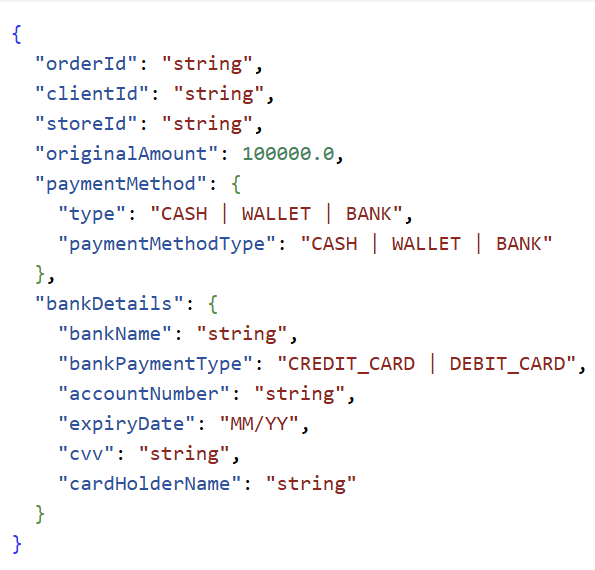 {
  "orderId": "string",
  "clientId": "string",
  "storeId": "string",
  "originalAmount": 100000.0,
  "paymentMethod": {
    "type": "CASH | WALLET | BANK",
    "paymentMethodType": "CASH | WALLET | BANK"
  },
  "bankDetails": {
    "bankName": "string",
    "bankPaymentType": "CREDIT_CARD | DEBIT_CARD",
    "accountNumber": "string",
    "expiryDate": "MM/YY",
    "cvv": "string",
    "cardHolderName": "string"
  }
}